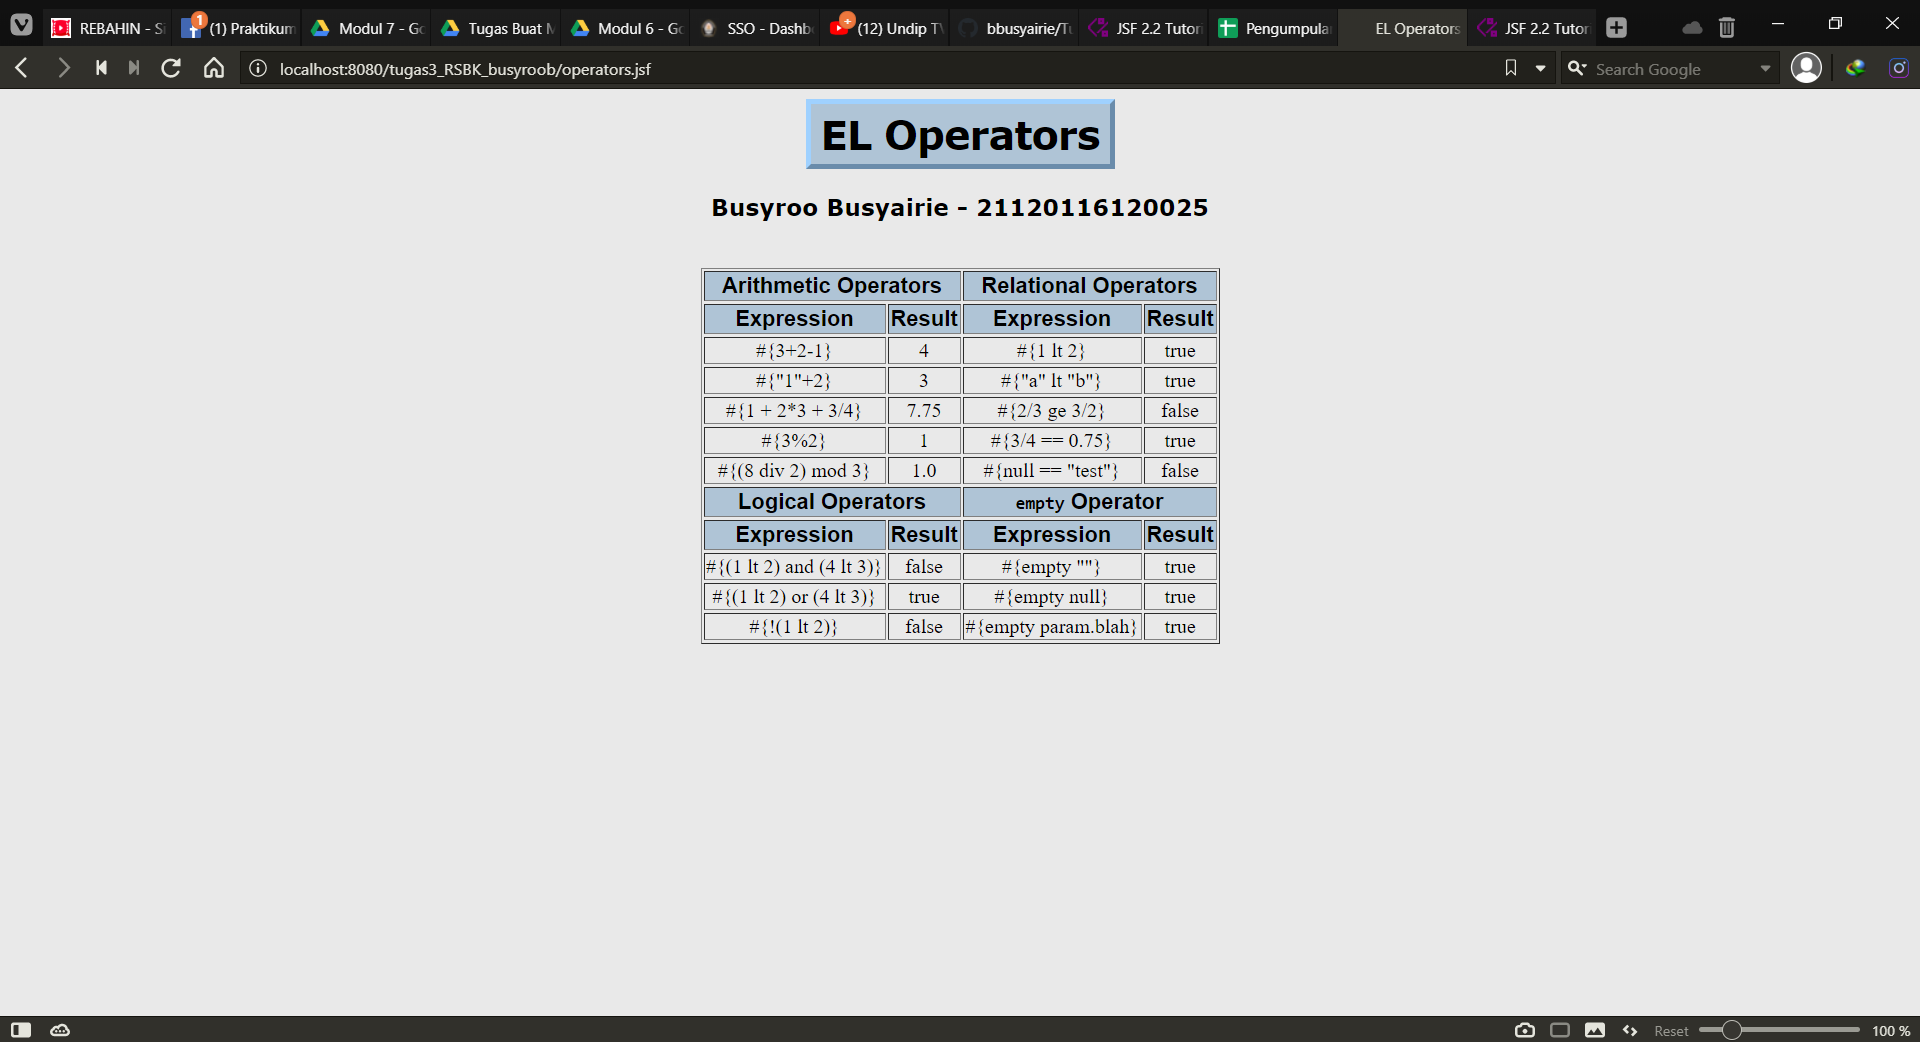 REBAHIN - Si
1 (1) Praktikum
Modul 7 - Go
Tugas Buat M
Modul 6 - Go
SSO - Dashb
(12) Undip TV
bbusyairie/Tu
JSF 2.2 Tutori
Pengumpula
EL Operators
JSF 2.2 Tutori
localhost:8080/tugas3_RSBK_busyroob/operators.jsf
Search Google
EL Operators
Busyroo Busyairie - 21120116120025
Arithmetic Operators Relational Operators
Expression Result Expression Result
#{3+2-1} 4 #{1 lt 2} true
#{"1"+2} 3 #{"a" lt "b"} true
#{1 + 2*3 + 3/4} 7.75 #{2/3 ge 3/2} false
#{3%2} 1 #{3/4 == 0.75} true
#{(8 div 2) mod 3} 1.0 #{null == "test"} false
Logical Operators empty Operator
Expression Result Expression Result
#{(1 lt 2) and (4 lt 3)} false #{empty ""} true
#{(1 lt 2) or (4 lt 3)} true #{empty null} true
#{!(1 lt 2)} false #{empty param.blah} true
Reset 100 %